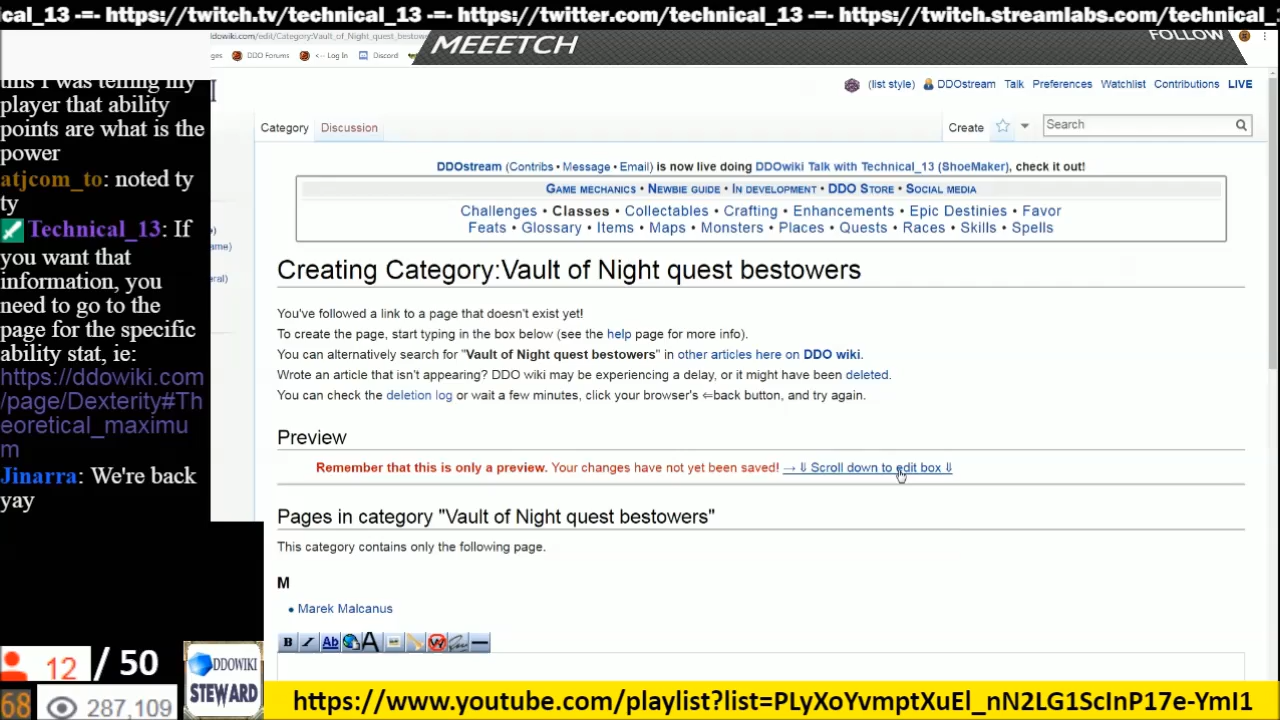 cal_13 -=- https://twitch.tv/technical_13 -=- https://twitter.com/technical_13 -=- https://twitch.streamlabs.com/technical_1
ldowiki.com/edit/Category:Vault_of_Night_quest_bestowe
MEEETCH
FOLLOW
ges DDO Forums <-- Log In Discord
(list style) DDOstream Talk Preferences Watchlist Contributions LIVE
Category Discussion
Create Search
DDOstream (Contribs • Message • Email) is now live doing DDOwiki Talk with Technical_13 (ShoeMaker), check it out!
Game mechanics • Newbie guide • In development • DDO Store • Social media
Challenges • Classes • Collectables • Crafting • Enhancements • Epic Destinies • Favor
Feats • Glossary • Items • Maps • Monsters • Places • Quests • Races • Skills • Spells
Creating Category:Vault of Night quest bestowers
You've followed a link to a page that doesn't exist yet!
To create the page, start typing in the box below (see the help page for more info).
You can alternatively search for "Vault of Night quest bestowers" in other articles here on DDO wiki.
Wrote an article that isn't appearing? DDO wiki may be experiencing a delay, or it might have been deleted.
You can check the deletion log or wait a few minutes, click your browser's ⇐back button, and try again.
Preview
Remember that this is only a preview. Your changes have not yet been saved! → ⇓ Scroll down to edit box ⇓
Pages in category "Vault of Night quest bestowers"
This category contains only the following page.
M
• Marek Malcanus
B I Ab A W
this I was telling my
player that ability
points are what is the
power
atjcom_to: noted ty
ty
Technical_13: If
you want that
information, you
need to go to the
page for the specific
ability stat, ie:
https://ddowiki.com
/page/Dexterity#Th
eoretical_maximu
m
Jinarra: We're back
yay
ame)
eral)
12 / 50
68 287,109
DDOWIKI
STEWARD
https://www.youtube.com/playlist?list=PLyXoYvmptXuEl_nN2LG1ScInP17e-YmI1